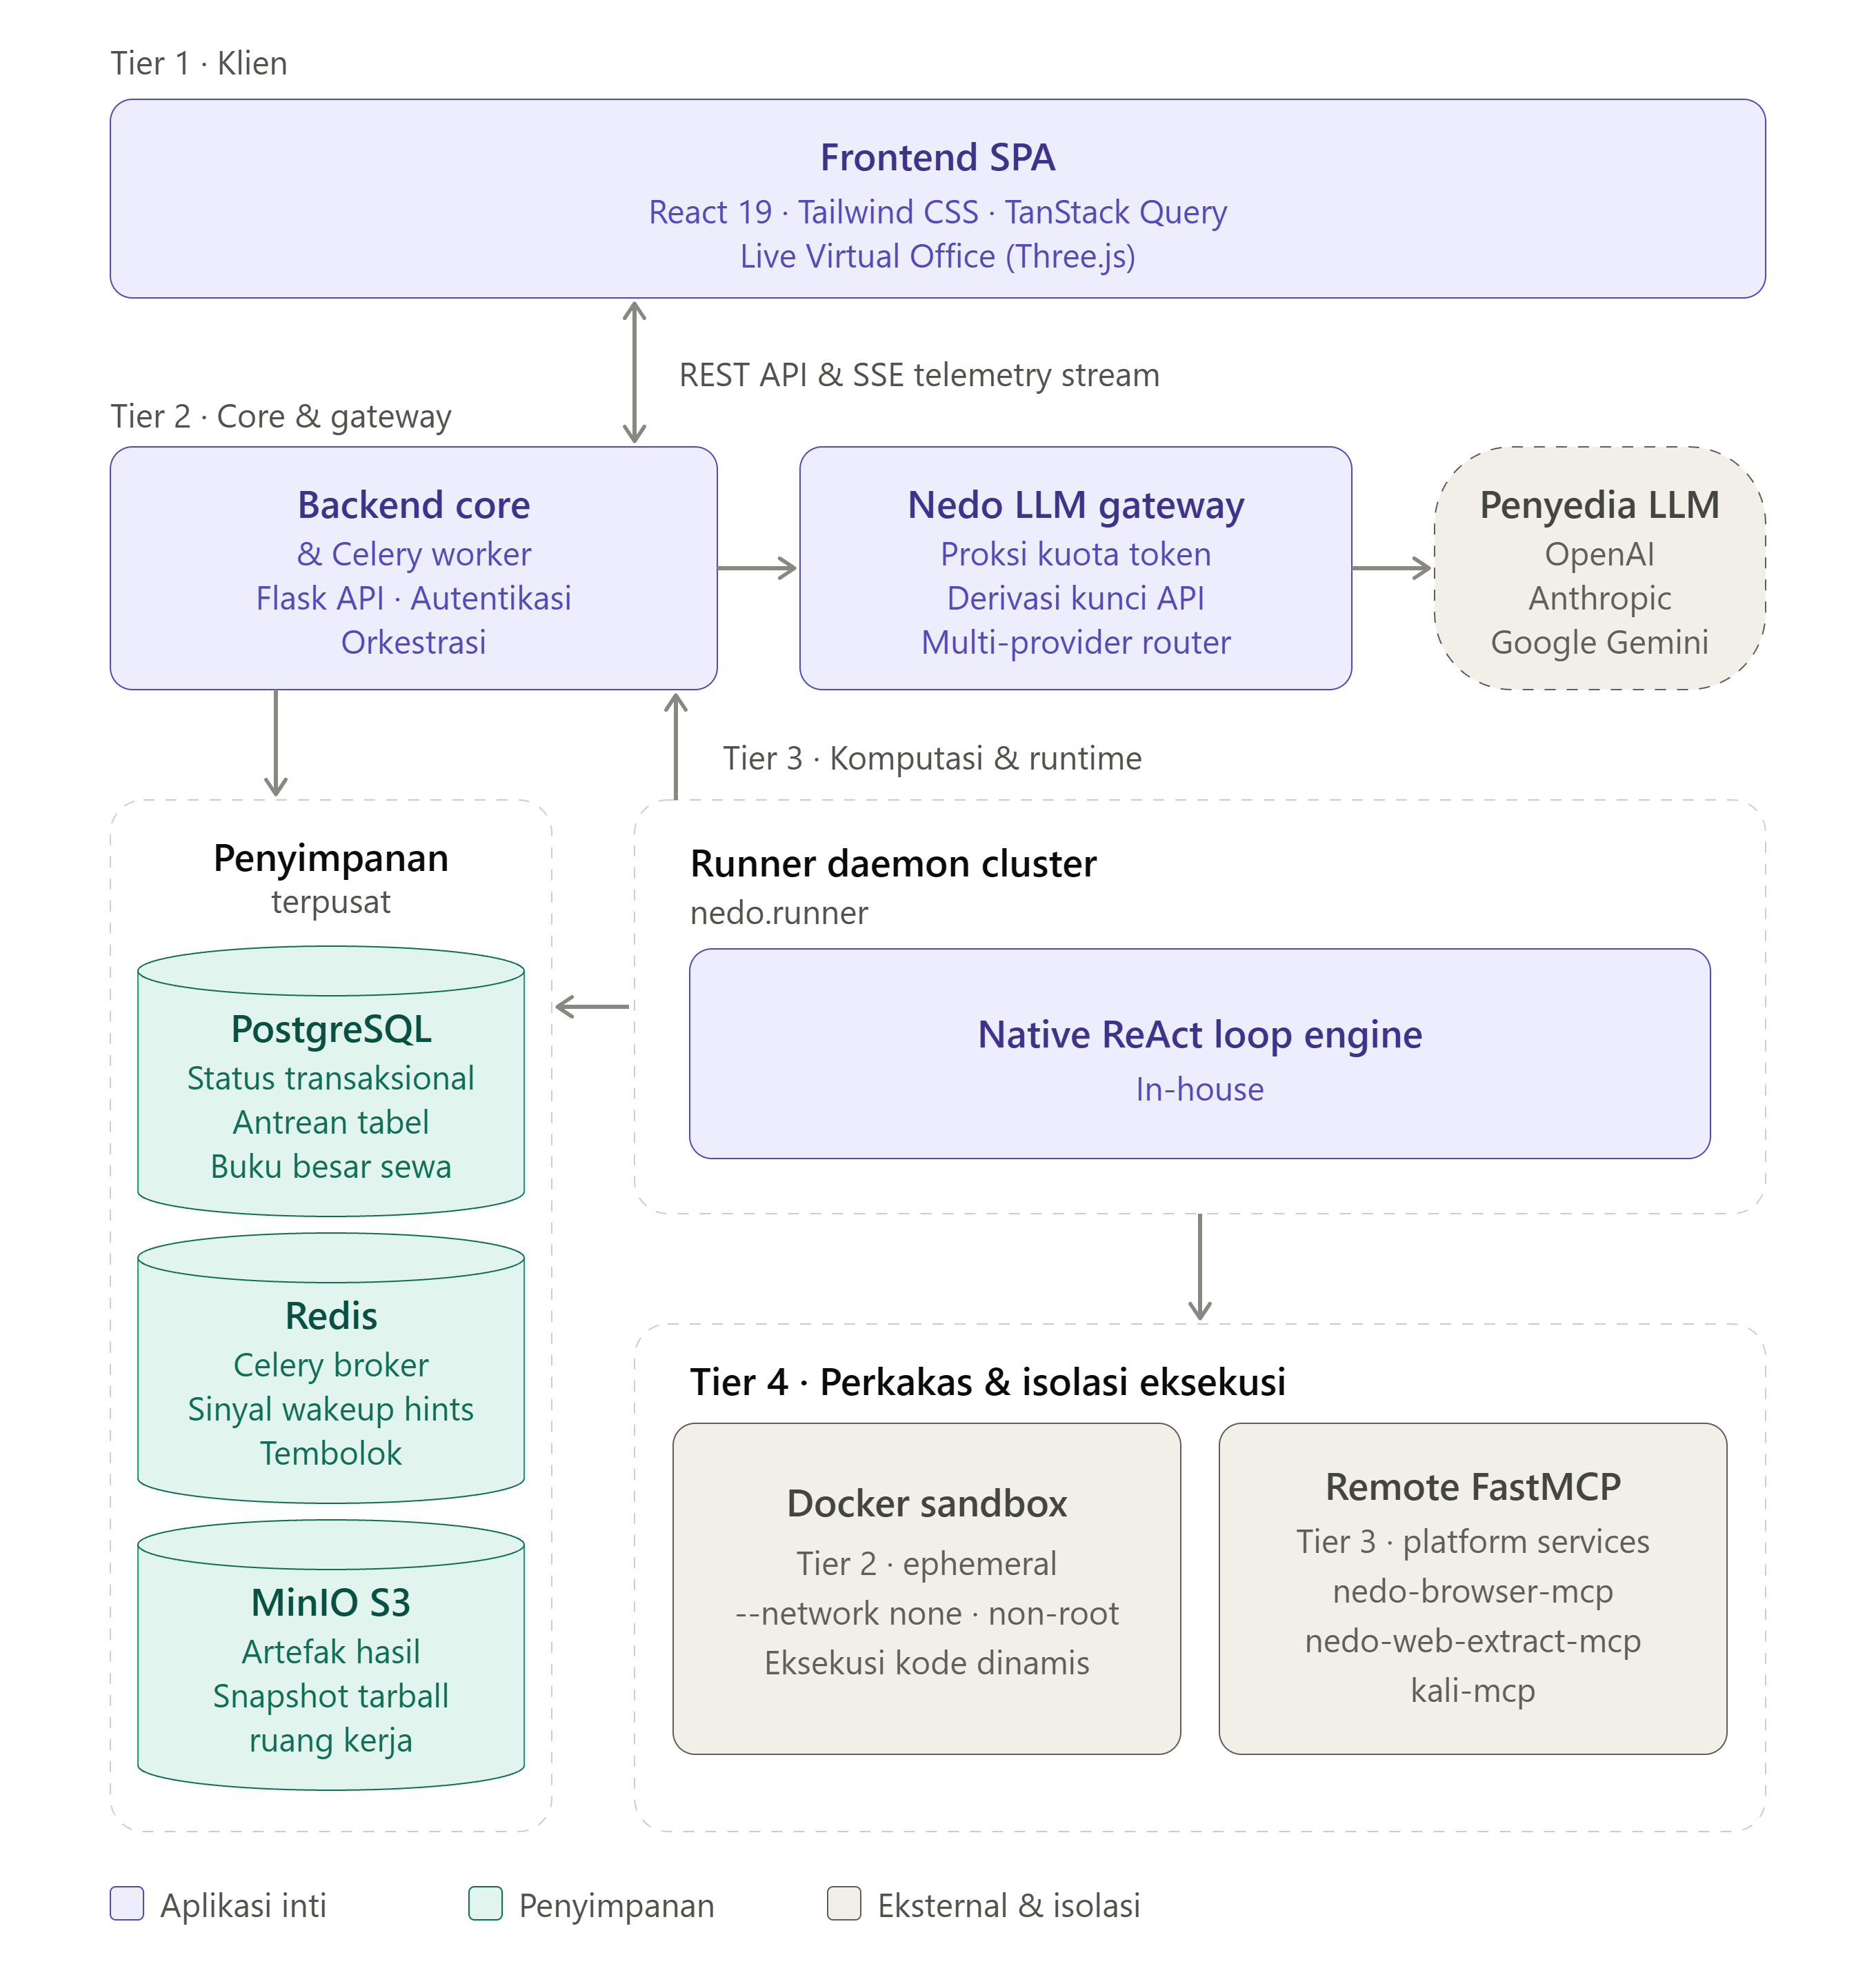 Tier 1 · Klien
Frontend SPA
React 19 · Tailwind CSS · TanStack Query
Live Virtual Office (Three.js)
REST API & SSE telemetry stream
Tier 2 · Core & gateway
Backend core
& Celery worker
Flask API · Autentikasi
Orkestrasi
Nedo LLM gateway
Proksi kuota token
Derivasi kunci API
Multi-provider router
Penyedia LLM
OpenAI
Anthropic
Google Gemini
Tier 3 · Komputasi & runtime
Penyimpanan
terpusat
PostgreSQL
Status transaksional
Antrean tabel
Buku besar sewa
Redis
Celery broker
Sinyal wakeup hints
Tembolok
MinIO S3
Artefak hasil
Snapshot tarball
ruang kerja
Runner daemon cluster
nedo.runner
Native ReAct loop engine
In-house
Tier 4 · Perkakas & isolasi eksekusi
Docker sandbox
Tier 2 · ephemeral
--network none · non-root
Eksekusi kode dinamis
Remote FastMCP
Tier 3 · platform services
nedo-browser-mcp
nedo-web-extract-mcp
kali-mcp
Aplikasi inti
Penyimpanan
Eksternal & isolasi